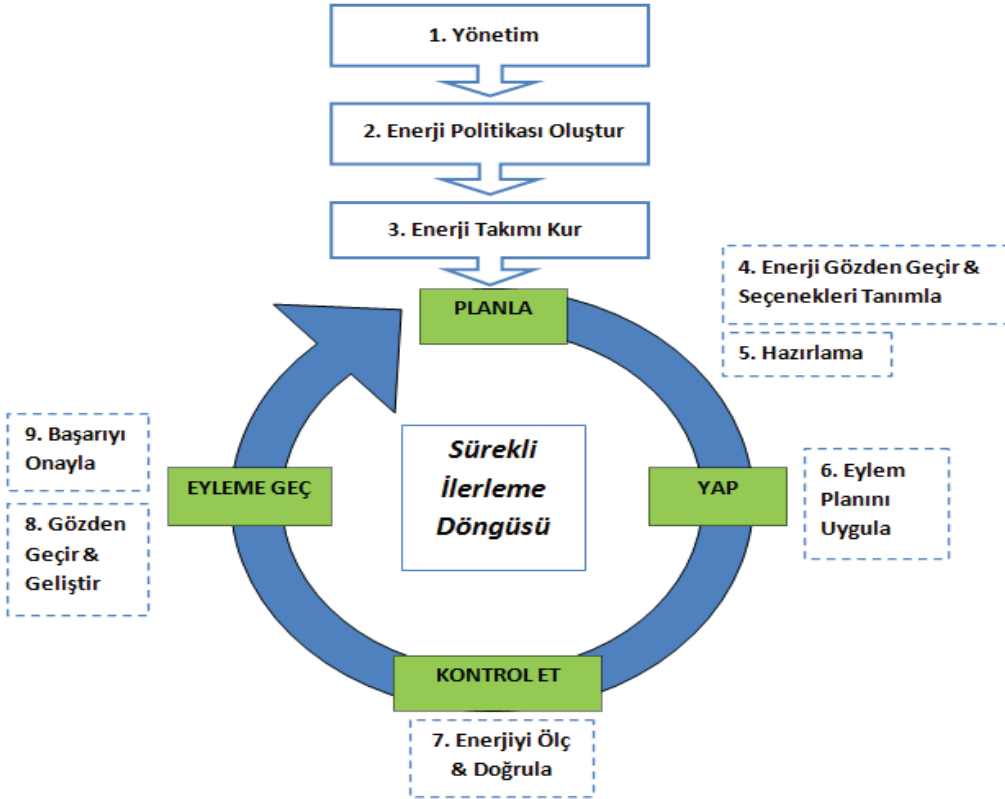 1. Yönetim
2. Enerji Politikası Oluştur
3. Enerji Takımı Kur
PLANLA
4. Enerji Gözden Geçir &
Seçenekleri Tanımla
5. Hazırlama
YAP
6. Eylem
Planını
Uygula
KONTROL ET
7. Enerjiyi Ölç
& Doğrula
EYLEME GEÇ
8. Gözden
Geçir &
Geliştir
9. Başarıyı
Onayla
Sürekli
İlerleme
Döngüsü